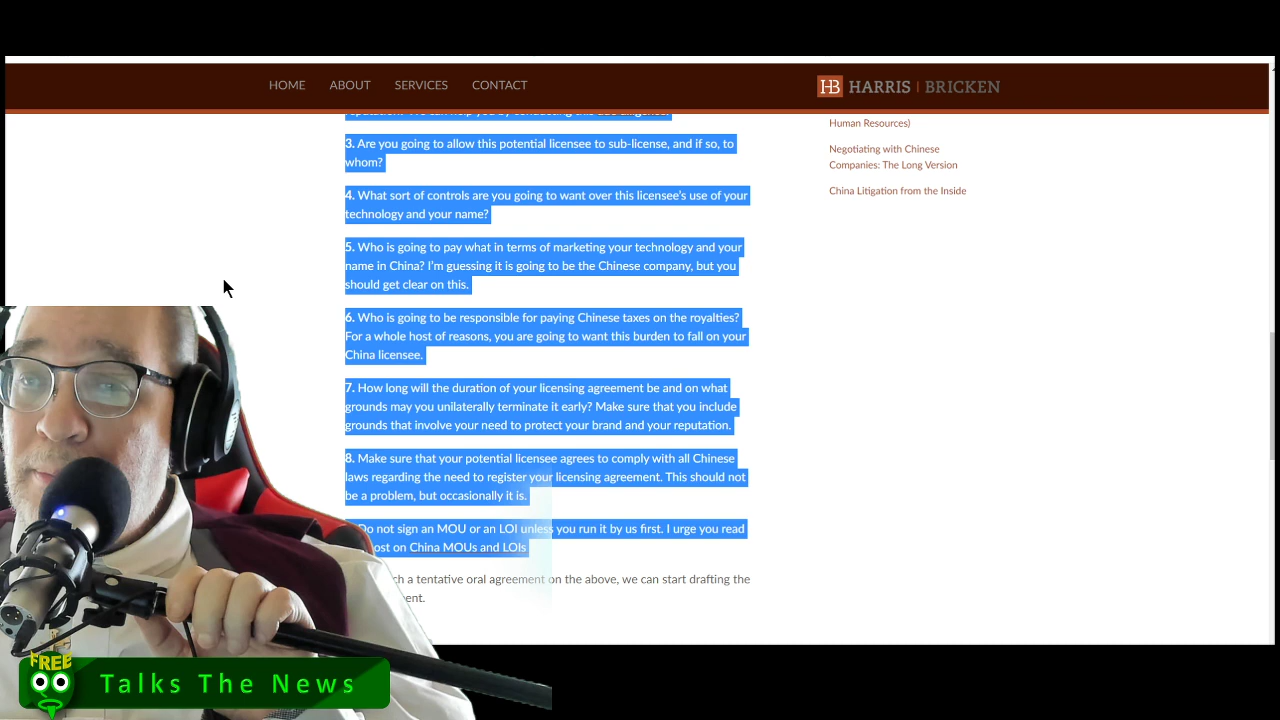 HOME ABOUT SERVICES CONTACT
HB HARRIS | BRICKEN
3. Are you going to allow this potential licensee to sub-license, and if so, to
whom?
4. What sort of controls are you going to want over this licensee's use of your
technology and your name?
5. Who is going to pay what in terms of marketing your technology and your
name in China? I'm guessing it is going to be the Chinese company, but you
should get clear on this.
6. Who is going to be responsible for paying Chinese taxes on the royalties?
For a whole host of reasons, you are going to want this burden to fall on your
China licensee.
7. How long will the duration of your licensing agreement be and on what
grounds may you unilaterally terminate it early? Make sure that you include
grounds that involve your need to protect your brand and your reputation.
8. Make sure that your potential licensee agrees to comply with all Chinese
laws regarding the need to register your licensing agreement. This should not
be a problem, but occasionally it is.
Do not sign an MOU or an LOI unless you run it by us first. I urge you read
ost on China MOUs and LOIs
ch a tentative oral agreement on the above, we can start drafting the
ent.
Human Resources)
Negotiating with Chinese
Companies: The Long Version
China Litigation from the Inside
FREE
Talks The News